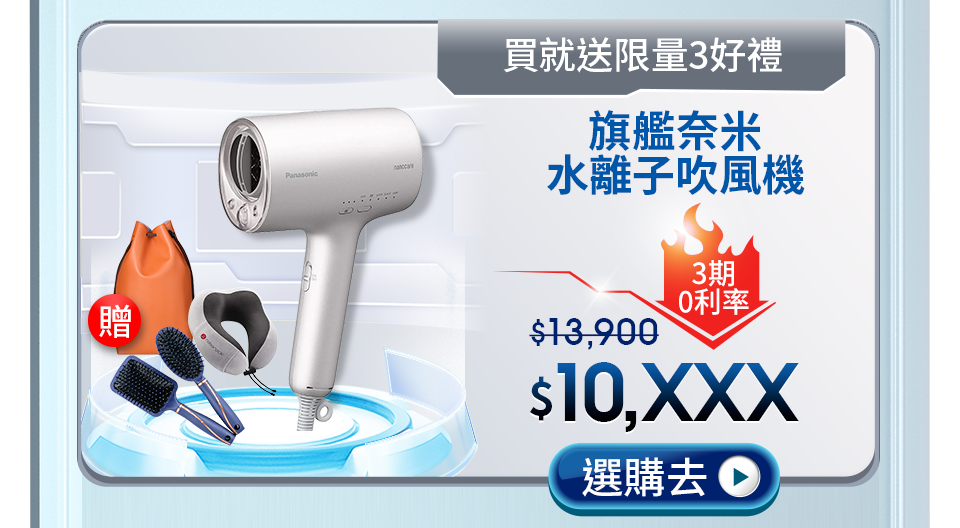 買就送限量3好禮
旗艦奈米
水離子吹風機
Panasonic
nanocare
贈
3期
0利率
$13,900
$10,XXX
選購去